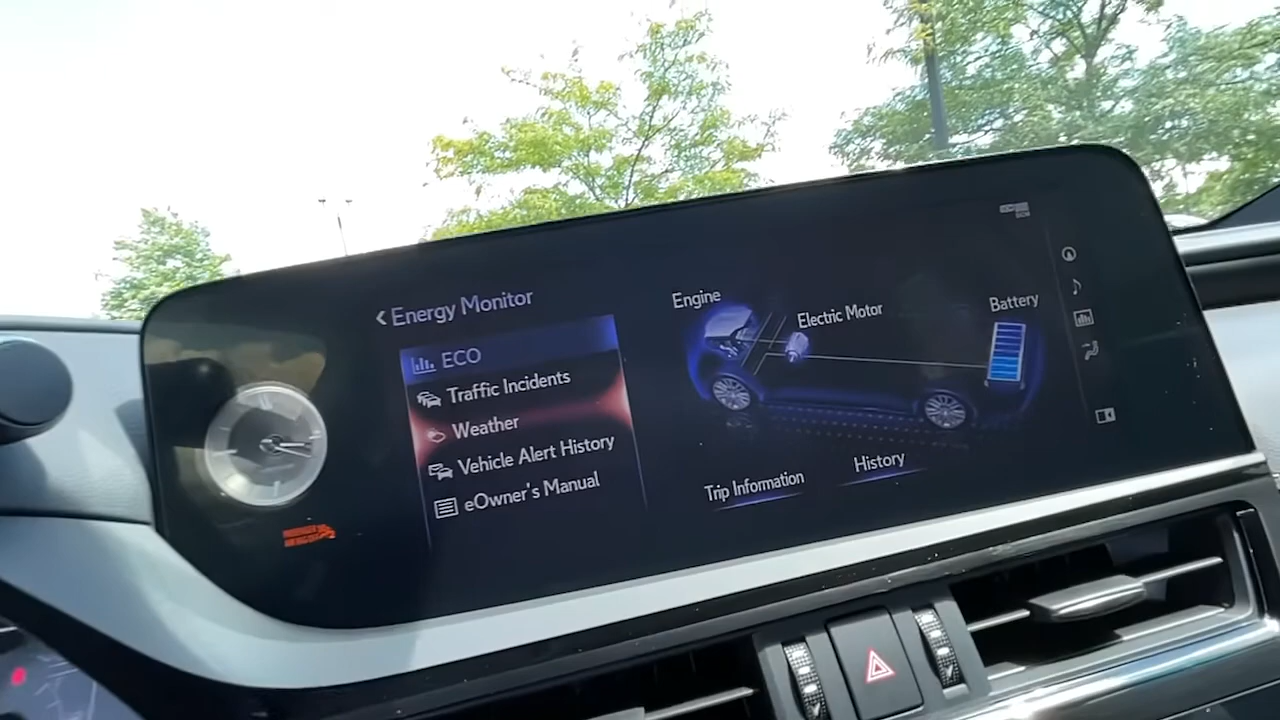 Energy Monitor
ECO
Traffic Incidents
Weather
Vehicle Alert History
eOwner's Manual
Engine
Electric Motor
Battery
Trip Information
History